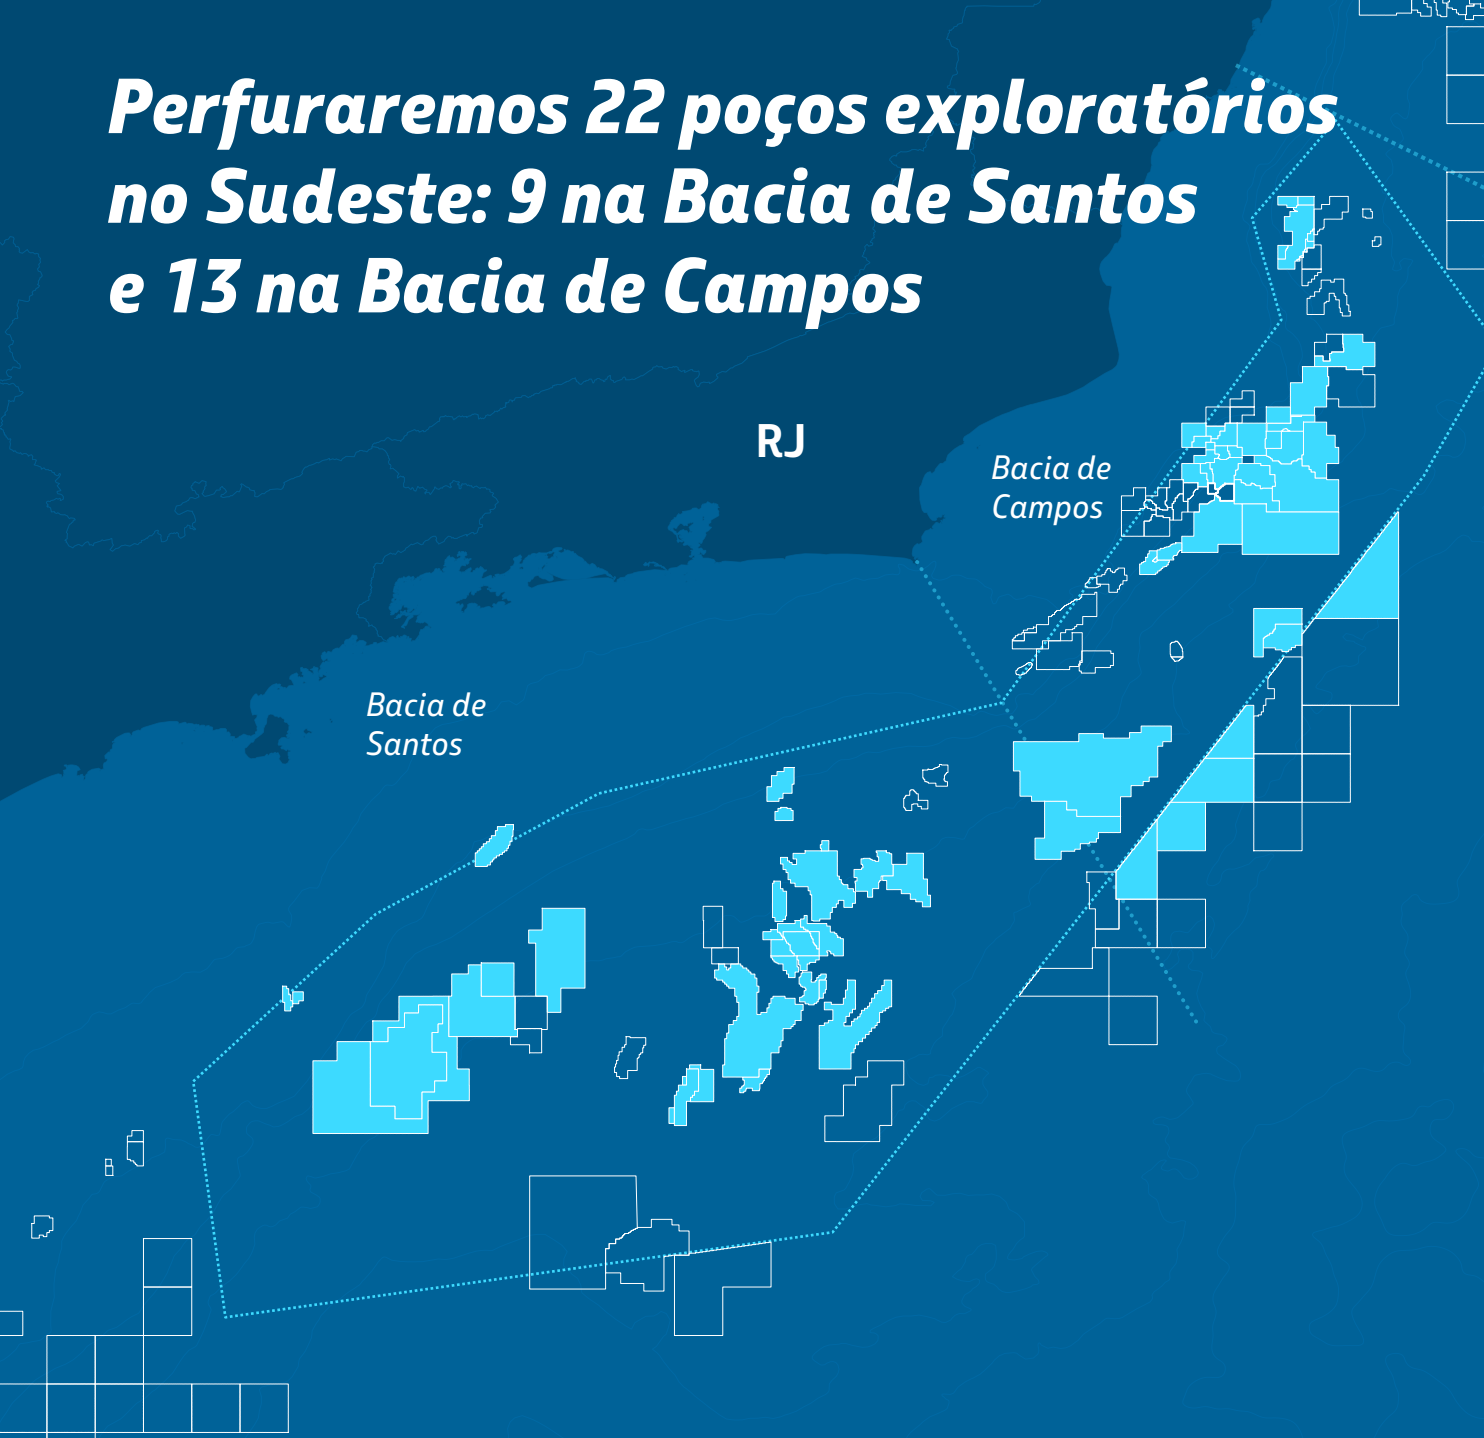 Perfuraremos 22 poços exploratórios
no Sudeste: 9 na Bacia de Santos
e 13 na Bacia de Campos
RJ
Bacia de
Campos
Bacia de
Santos